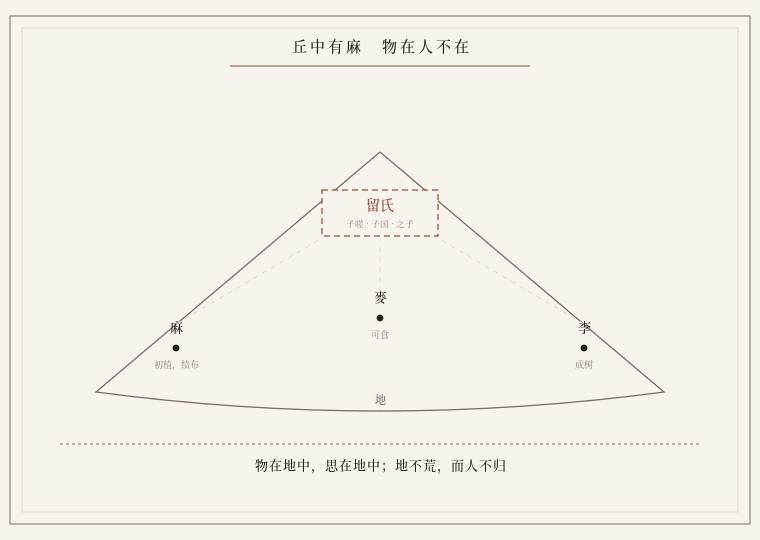 丘中有麻　物在人不在
留氏
子嗟 · 子国 · 之子
麥
可食
麻
初植，绩布
李
成树
地
物在地中，思在地中；地不荒，而人不归